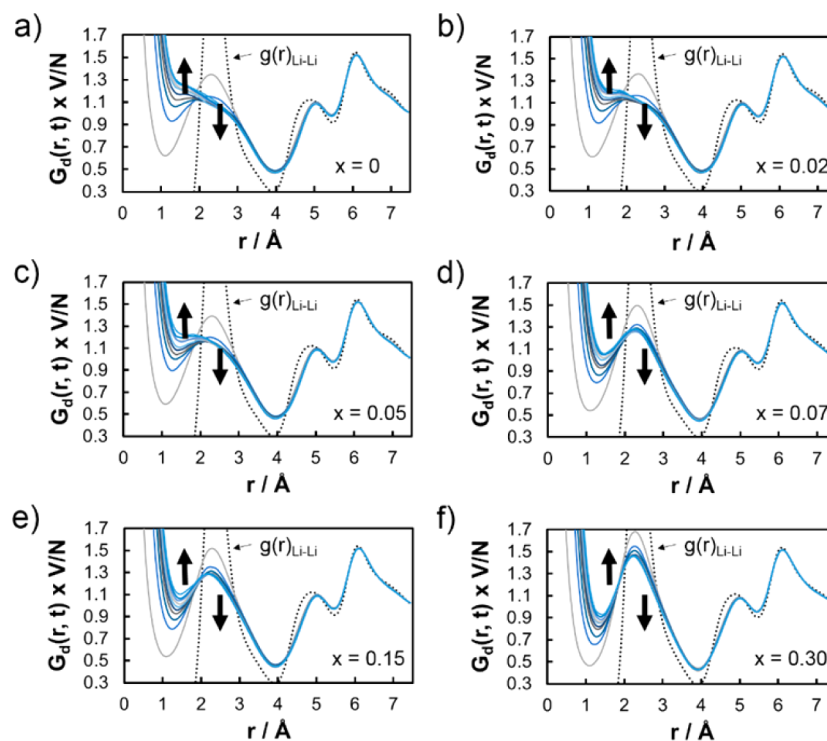 a)
G_d(r, t) x V/N
1.7
1.5
1.3
1.1
0.9
0.7
0.5
0.3
g(r)_Li-Li
x = 0
0 1 2 3 4 5 6 7
r / Å
b)
G_d(r, t) x V/N
1.7
1.5
1.3
1.1
0.9
0.7
0.5
0.3
g(r)_Li-Li
x = 0.02
0 1 2 3 4 5 6 7
r / Å
c)
G_d(r, t) x V/N
1.7
1.5
1.3
1.1
0.9
0.7
0.5
0.3
g(r)_Li-Li
x = 0.05
0 1 2 3 4 5 6 7
r / Å
d)
G_d(r, t) x V/N
1.7
1.5
1.3
1.1
0.9
0.7
0.5
0.3
g(r)_Li-Li
x = 0.07
0 1 2 3 4 5 6 7
r / Å
e)
G_d(r, t) x V/N
1.7
1.5
1.3
1.1
0.9
0.7
0.5
0.3
g(r)_Li-Li
x = 0.15
0 1 2 3 4 5 6 7
r / Å
f)
G_d(r, t) x V/N
1.7
1.5
1.3
1.1
0.9
0.7
0.5
0.3
g(r)_Li-Li
x = 0.30
0 1 2 3 4 5 6 7
r / Å